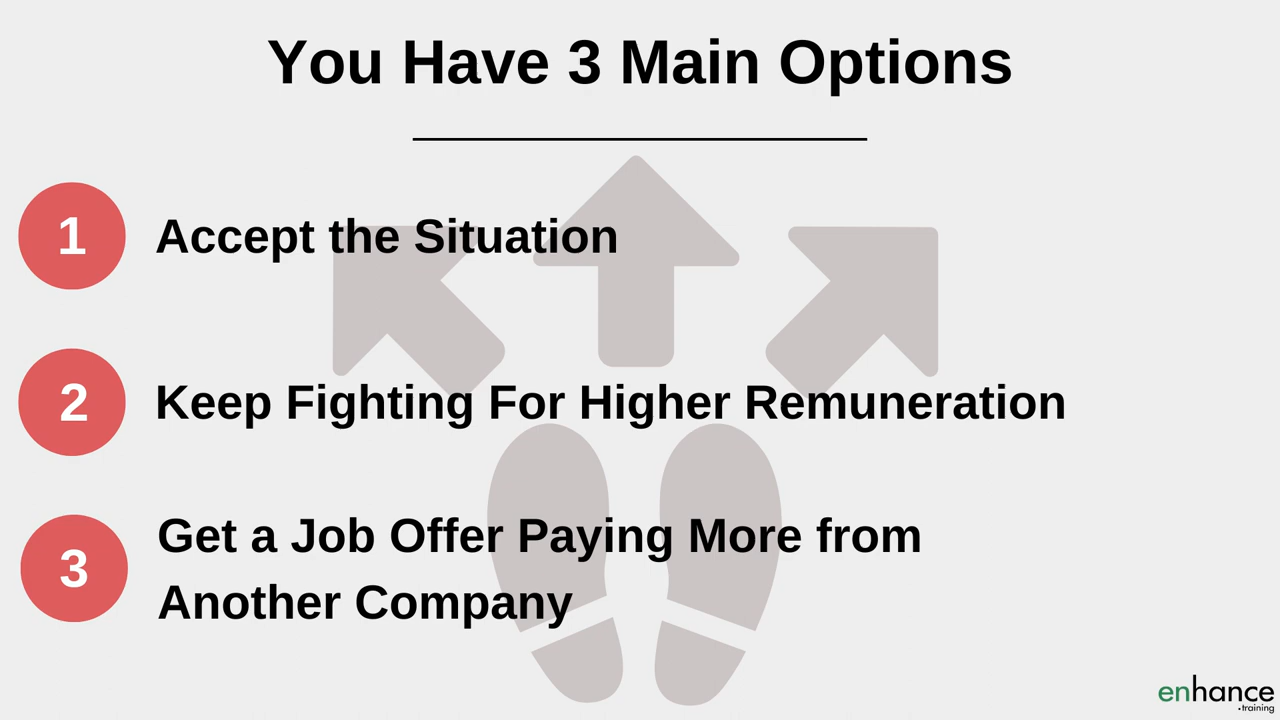 You Have 3 Main Options
1
Accept the Situation
2
Keep Fighting For Higher Remuneration
3
Get a Job Offer Paying More from
Another Company
enhance
.training